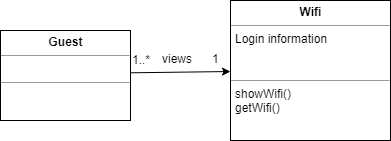 Guest
1..* views 1
Wifi
Login information
showWifi()
getWifi()